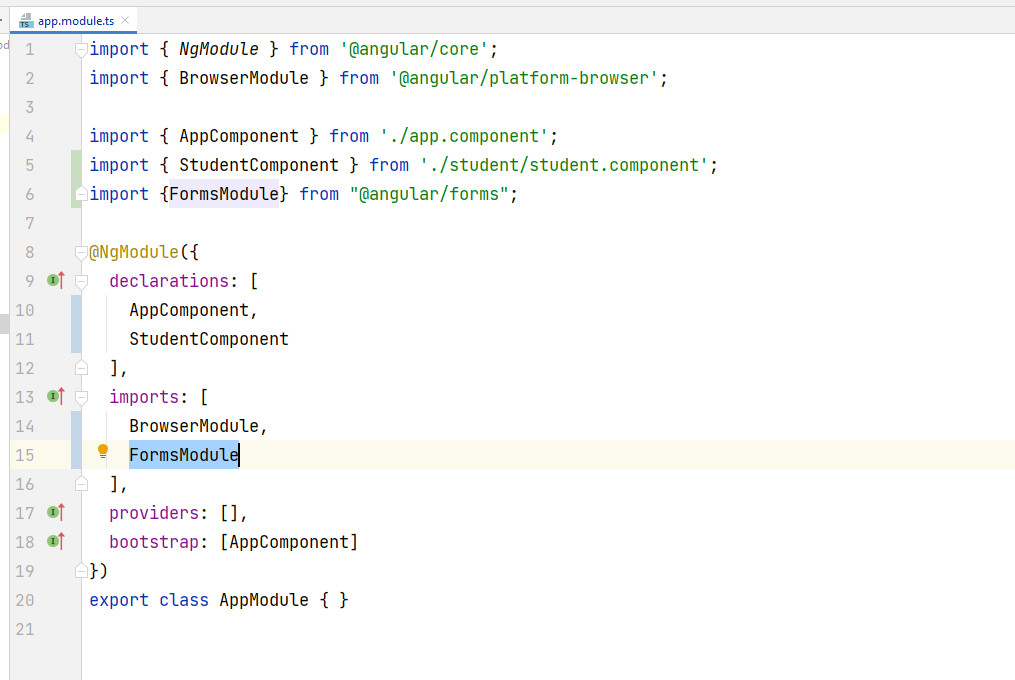 TS app.module.ts
od
1 import { NgModule } from '@angular/core';
2 import { BrowserModule } from '@angular/platform-browser';
3
4 import { AppComponent } from './app.component';
5 import { StudentComponent } from './student/student.component';
6 import {FormsModule} from "@angular/forms";
7
8 @NgModule({
9 declarations: [
10 AppComponent,
11 StudentComponent
12 ],
13 imports: [
14 BrowserModule,
15 FormsModule
16 ],
17 providers: [],
18 bootstrap: [AppComponent]
19 })
20 export class AppModule { }
21